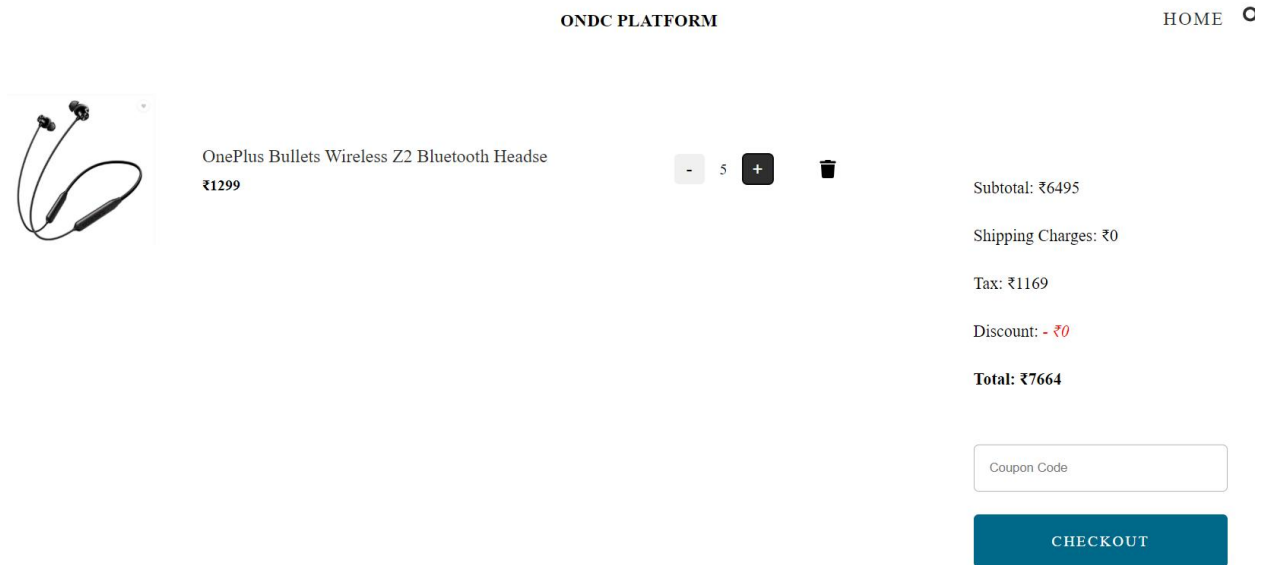 ONDC PLATFORM
HOME
OnePlus Bullets Wireless Z2 Bluetooth Headse
₹1299
- 5 +
Subtotal: ₹6495
Shipping Charges: ₹0
Tax: ₹1169
Discount: - ₹0
Total: ₹7664
Coupon Code
CHECKOUT